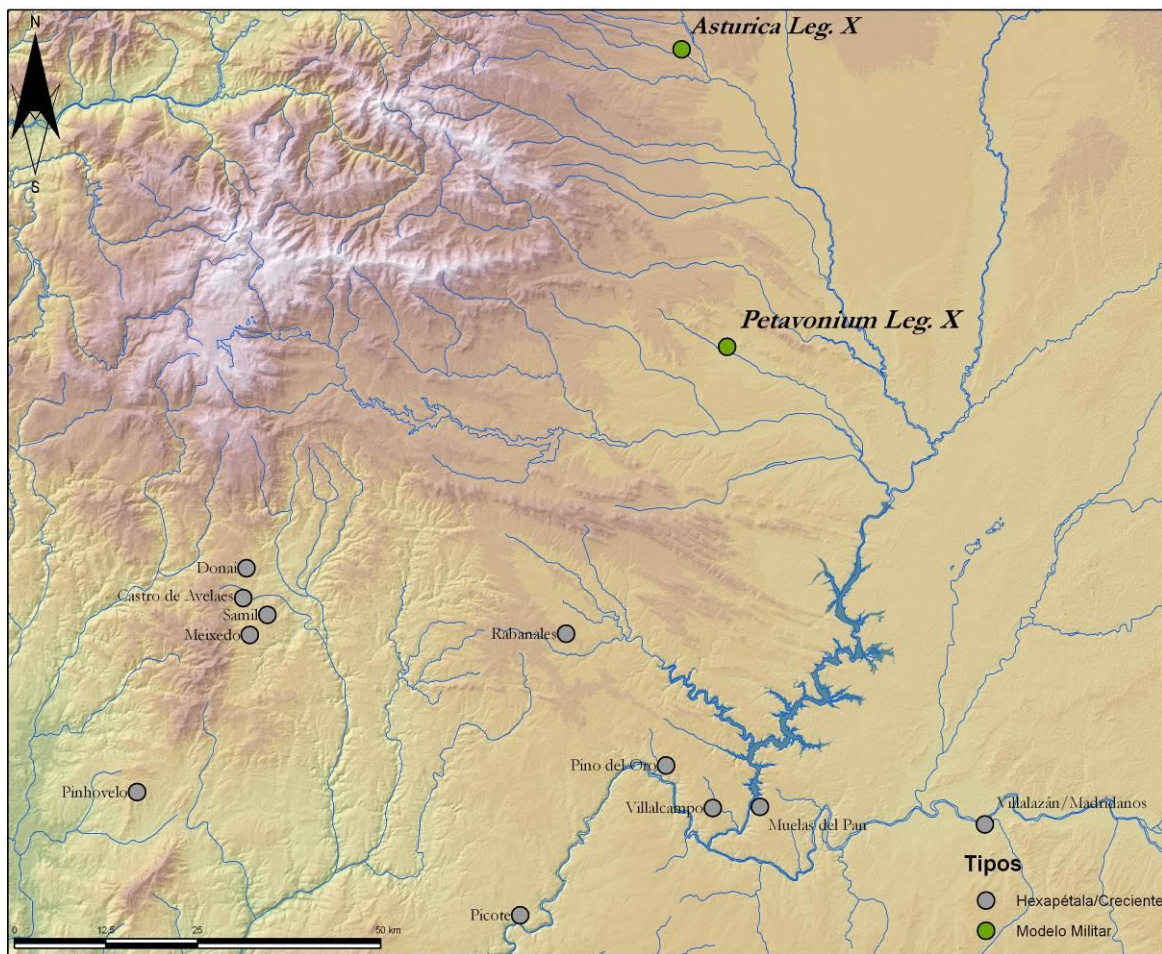 Asturica Leg. X
N
S
Petavonium Leg. X
Donai
Castro de Avelaes
Samil
Meixedo
Rabanales
Pino del Oro
Pinhovelo
Villalcampo
Muelas del Pan
Villalazán/Madridanos
Tipos
Hexapétala/Creciente
Picote
Modelo Militar
0 12,5 25 50 km